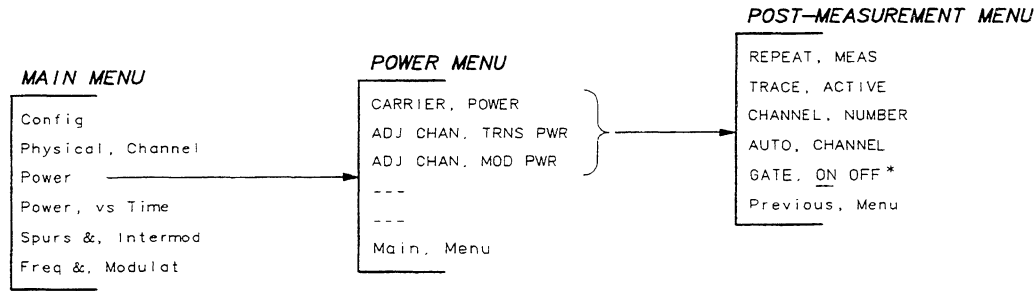 MAIN MENU
Config
Physical, Channel
Power
Power, vs Time
Spurs &, Intermod
Freq &, Modulat
POWER MENU
CARRIER, POWER
ADJ CHAN, TRNS PWR
ADJ CHAN, MOD PWR
---
---
Main, Menu
POST—MEASUREMENT MENU
REPEAT, MEAS
TRACE, ACTIVE
CHANNEL, NUMBER
AUTO, CHANNEL
GATE, ON OFF*
Previous, Menu